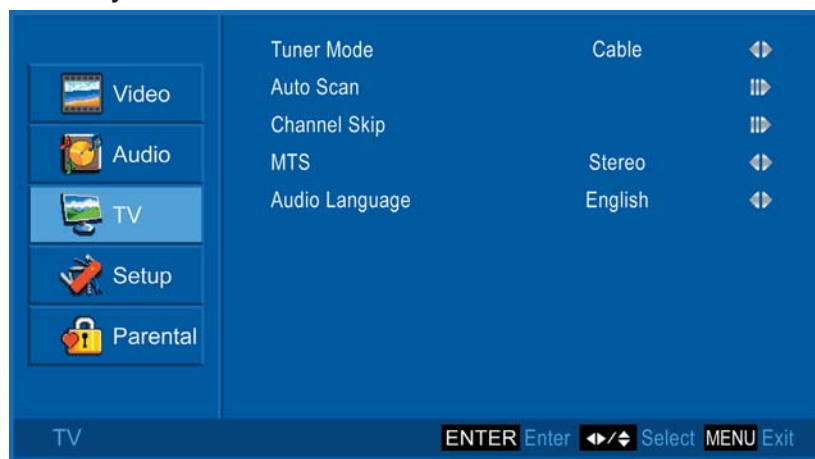 Video
Audio
TV
Setup
Parental
Tuner Mode Cable
Auto Scan
Channel Skip
MTS Stereo
Audio Language English
TV ENTER Enter Select MENU Exit